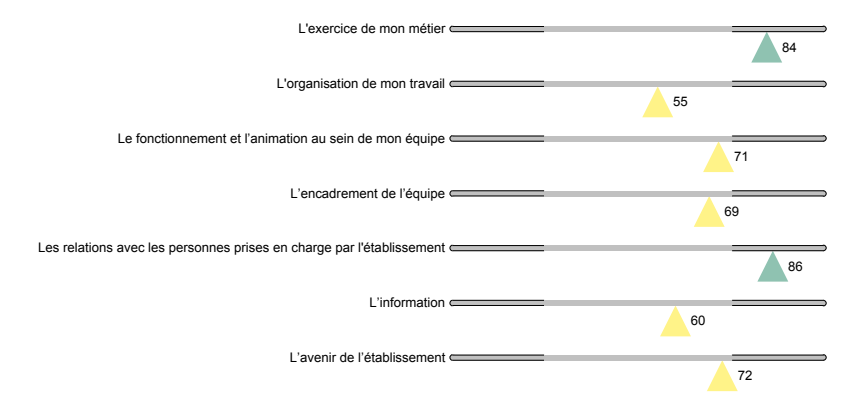 L'exercice de mon métier
84
L'organisation de mon travail
55
Le fonctionnement et l’animation au sein de mon équipe
71
L’encadrement de l’équipe
69
Les relations avec les personnes prises en charge par l'établissement
86
L’information
60
L’avenir de l’établissement
72